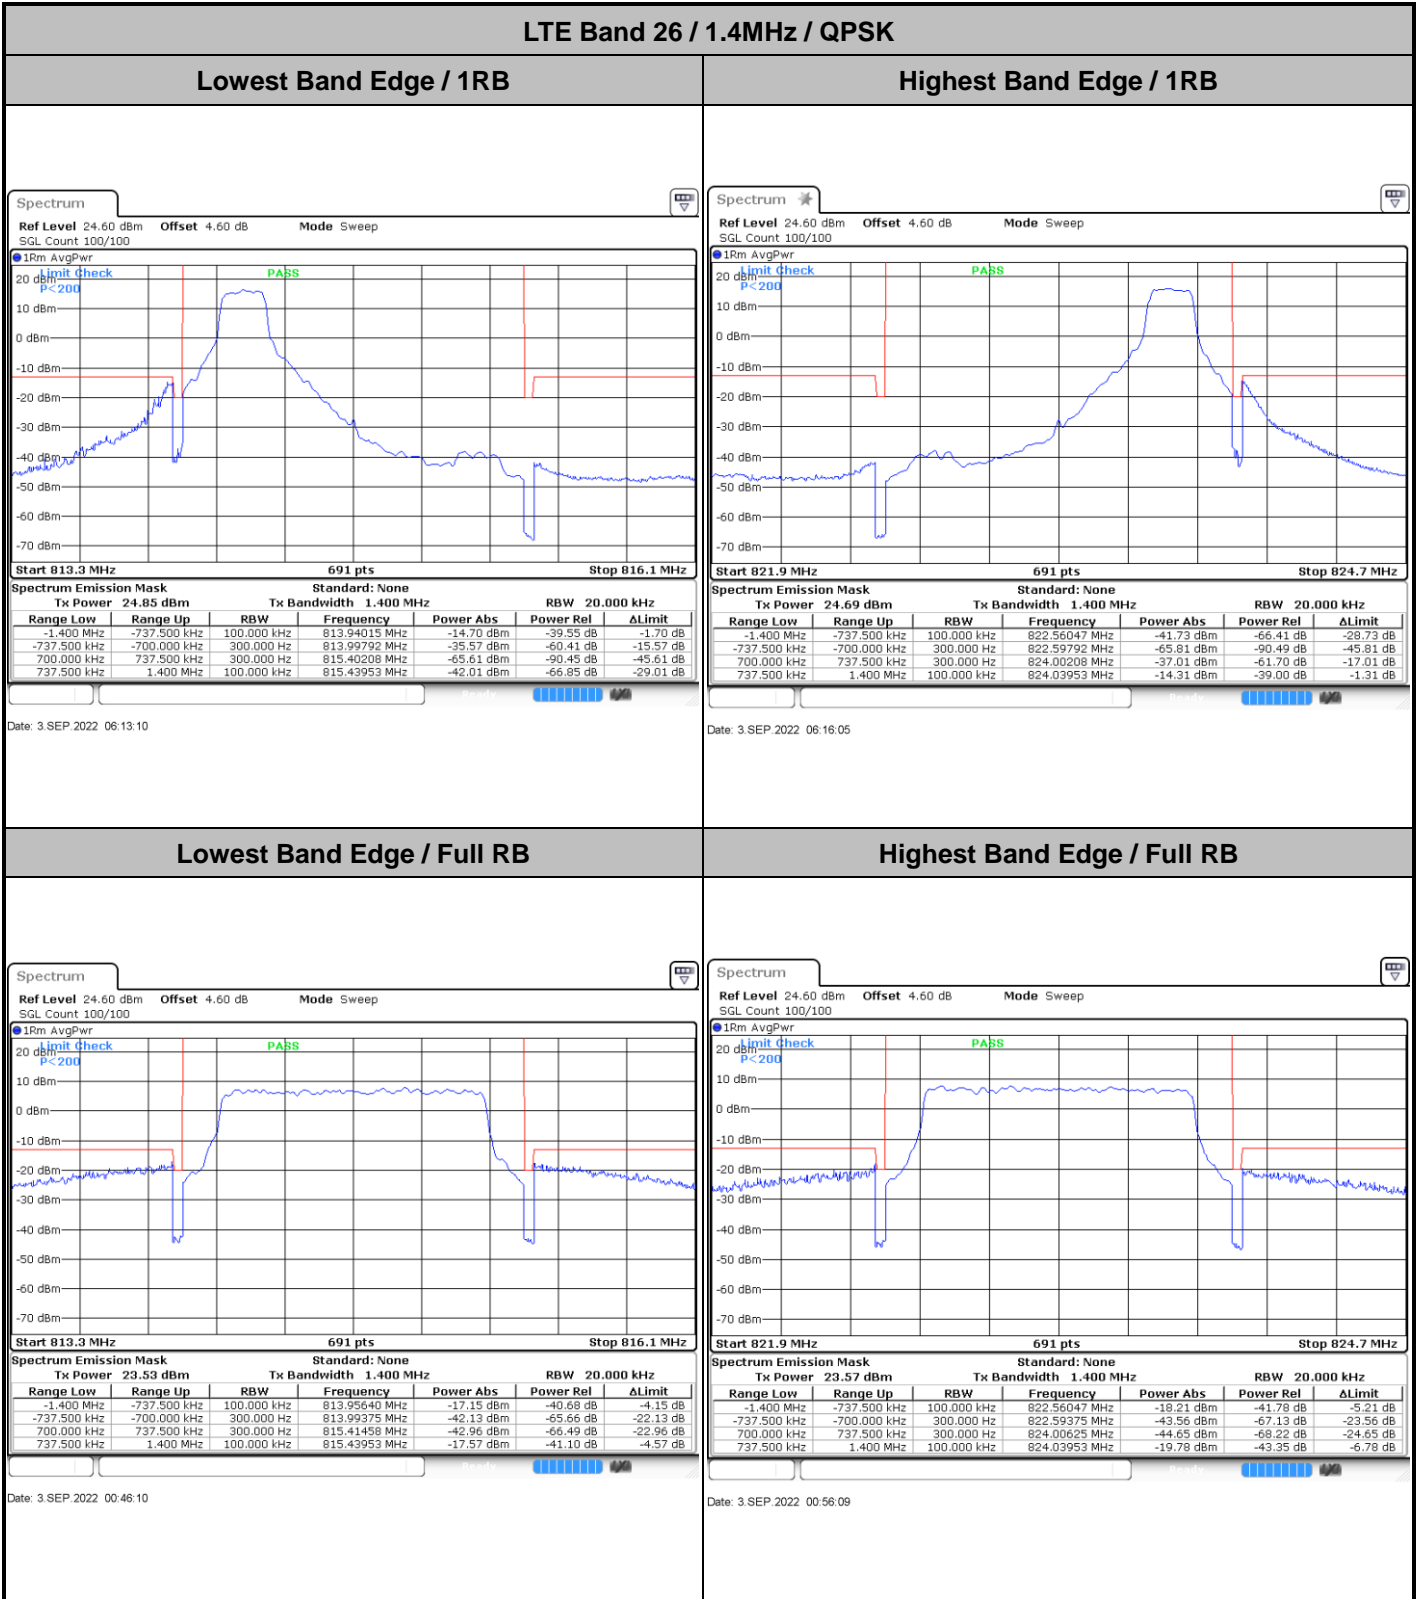 LTE Band 26 / 1.4MHz / QPSK
Lowest Band Edge / 1RB
Highest Band Edge / 1RB
Spectrum
Ref Level 24.60 dBm Offset 4.60 dB Mode Sweep
SGL Count 100/100
1Rm AvgPwr
Limit Check PASS
P<200
20 dBm
10 dBm
0 dBm
-10 dBm
-20 dBm
-30 dBm
-40 dBm
-50 dBm
-60 dBm
-70 dBm
Start 813.3 MHz 691 pts Stop 816.1 MHz
Spectrum Emission Mask Standard: None
Tx Power 24.85 dBm Tx Bandwidth 1.400 MHz RBW 20.000 kHz
Range Low Range Up RBW Frequency Power Abs Power Rel ΔLimit
-1.400 MHz -737.500 kHz 100.000 kHz 813.94015 MHz -14.70 dBm -39.55 dB -1.70 dB
-737.500 kHz -700.000 kHz 300.000 Hz 813.99792 MHz -35.57 dBm -60.41 dB -15.57 dB
700.000 kHz 737.500 kHz 300.000 Hz 815.40208 MHz -65.61 dBm -90.45 dB -45.61 dB
737.500 kHz 1.400 MHz 100.000 kHz 815.43953 MHz -42.01 dBm -66.85 dB -29.01 dB
Date: 3.SEP.2022 06:13:10
Spectrum
Ref Level 24.60 dBm Offset 4.60 dB Mode Sweep
SGL Count 100/100
1Rm AvgPwr
Limit Check PASS
P<200
20 dBm
10 dBm
0 dBm
-10 dBm
-20 dBm
-30 dBm
-40 dBm
-50 dBm
-60 dBm
-70 dBm
Start 821.9 MHz 691 pts Stop 824.7 MHz
Spectrum Emission Mask Standard: None
Tx Power 24.69 dBm Tx Bandwidth 1.400 MHz RBW 20.000 kHz
Range Low Range Up RBW Frequency Power Abs Power Rel ΔLimit
-1.400 MHz -737.500 kHz 100.000 kHz 822.56047 MHz -41.73 dBm -66.41 dB -28.73 dB
-737.500 kHz -700.000 kHz 300.000 Hz 822.59792 MHz -65.81 dBm -90.49 dB -45.81 dB
700.000 kHz 737.500 kHz 300.000 Hz 824.00208 MHz -37.01 dBm -61.70 dB -17.01 dB
737.500 kHz 1.400 MHz 100.000 kHz 824.03953 MHz -14.31 dBm -39.00 dB -1.31 dB
Date: 3.SEP.2022 06:16:05
Lowest Band Edge / Full RB
Highest Band Edge / Full RB
Spectrum
Ref Level 24.60 dBm Offset 4.60 dB Mode Sweep
SGL Count 100/100
1Rm AvgPwr
Limit Check PASS
P<200
20 dBm
10 dBm
0 dBm
-10 dBm
-20 dBm
-30 dBm
-40 dBm
-50 dBm
-60 dBm
-70 dBm
Start 813.3 MHz 691 pts Stop 816.1 MHz
Spectrum Emission Mask Standard: None
Tx Power 23.53 dBm Tx Bandwidth 1.400 MHz RBW 20.000 kHz
Range Low Range Up RBW Frequency Power Abs Power Rel ΔLimit
-1.400 MHz -737.500 kHz 100.000 kHz 813.95640 MHz -17.15 dBm -40.68 dB -4.15 dB
-737.500 kHz -700.000 kHz 300.000 Hz 813.99375 MHz -42.13 dBm -65.66 dB -22.13 dB
700.000 kHz 737.500 kHz 300.000 Hz 815.41458 MHz -42.96 dBm -66.49 dB -22.96 dB
737.500 kHz 1.400 MHz 100.000 kHz 815.43953 MHz -17.57 dBm -41.10 dB -4.57 dB
Date: 3.SEP.2022 00:46:10
Spectrum
Ref Level 24.60 dBm Offset 4.60 dB Mode Sweep
SGL Count 100/100
1Rm AvgPwr
Limit Check PASS
P<200
20 dBm
10 dBm
0 dBm
-10 dBm
-20 dBm
-30 dBm
-40 dBm
-50 dBm
-60 dBm
-70 dBm
Start 821.9 MHz 691 pts Stop 824.7 MHz
Spectrum Emission Mask Standard: None
Tx Power 23.57 dBm Tx Bandwidth 1.400 MHz RBW 20.000 kHz
Range Low Range Up RBW Frequency Power Abs Power Rel ΔLimit
-1.400 MHz -737.500 kHz 100.000 kHz 822.56047 MHz -18.21 dBm -41.78 dB -5.21 dB
-737.500 kHz -700.000 kHz 300.000 Hz 822.59375 MHz -43.56 dBm -67.13 dB -23.56 dB
700.000 kHz 737.500 kHz 300.000 Hz 824.00625 MHz -44.65 dBm -68.22 dB -24.65 dB
737.500 kHz 1.400 MHz 100.000 kHz 824.03953 MHz -19.78 dBm -43.35 dB -6.78 dB
Date: 3.SEP.2022 00:56:09